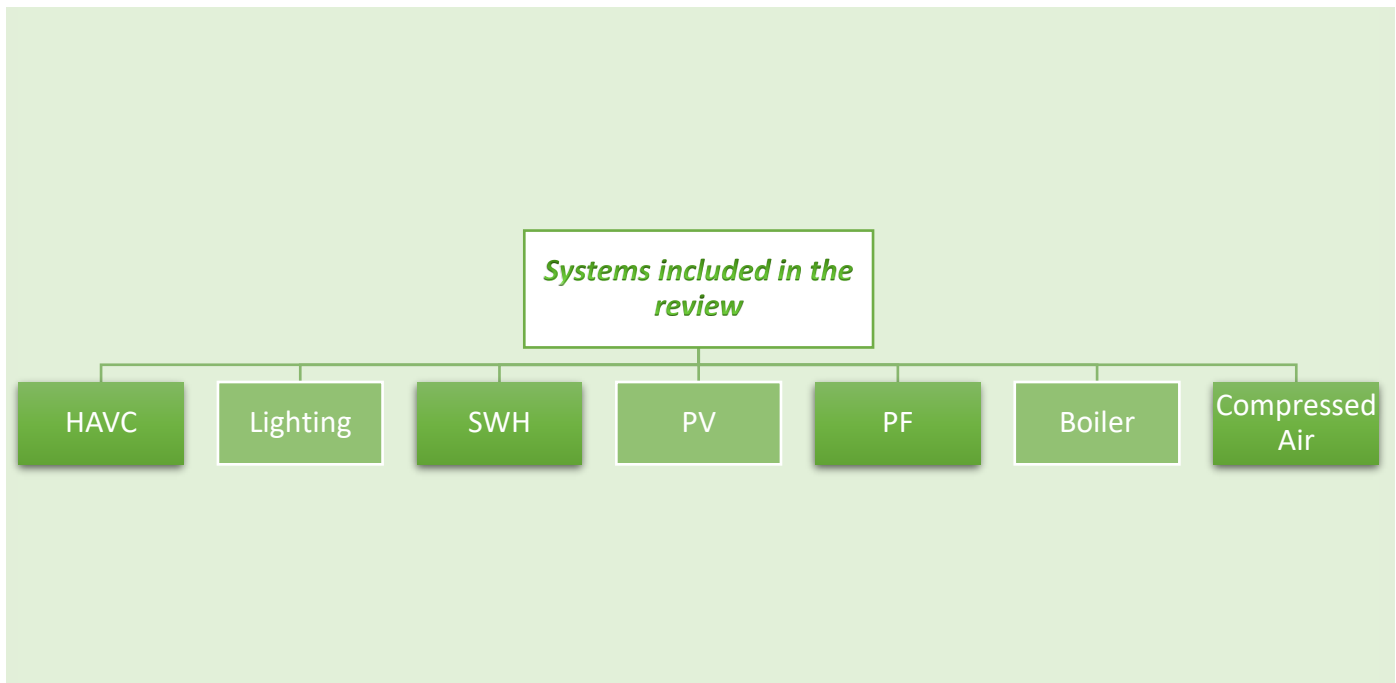 Systems included in the
review
HAVC
Lighting
SWH
PV
PF
Boiler
Compressed
Air